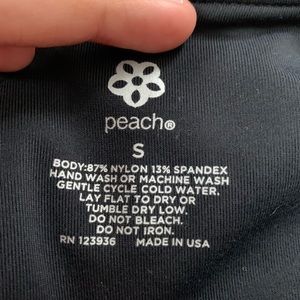 peach®
S
BODY:87% NYLON 13% SPANDEX
HAND WASH OR MACHINE WASH
GENTLE CYCLE COLD WATER.
LAY FLAT TO DRY OR
TUMBLE DRY LOW.
DO NOT BLEACH.
DO NOT IRON.
RN 123936 MADE IN USA